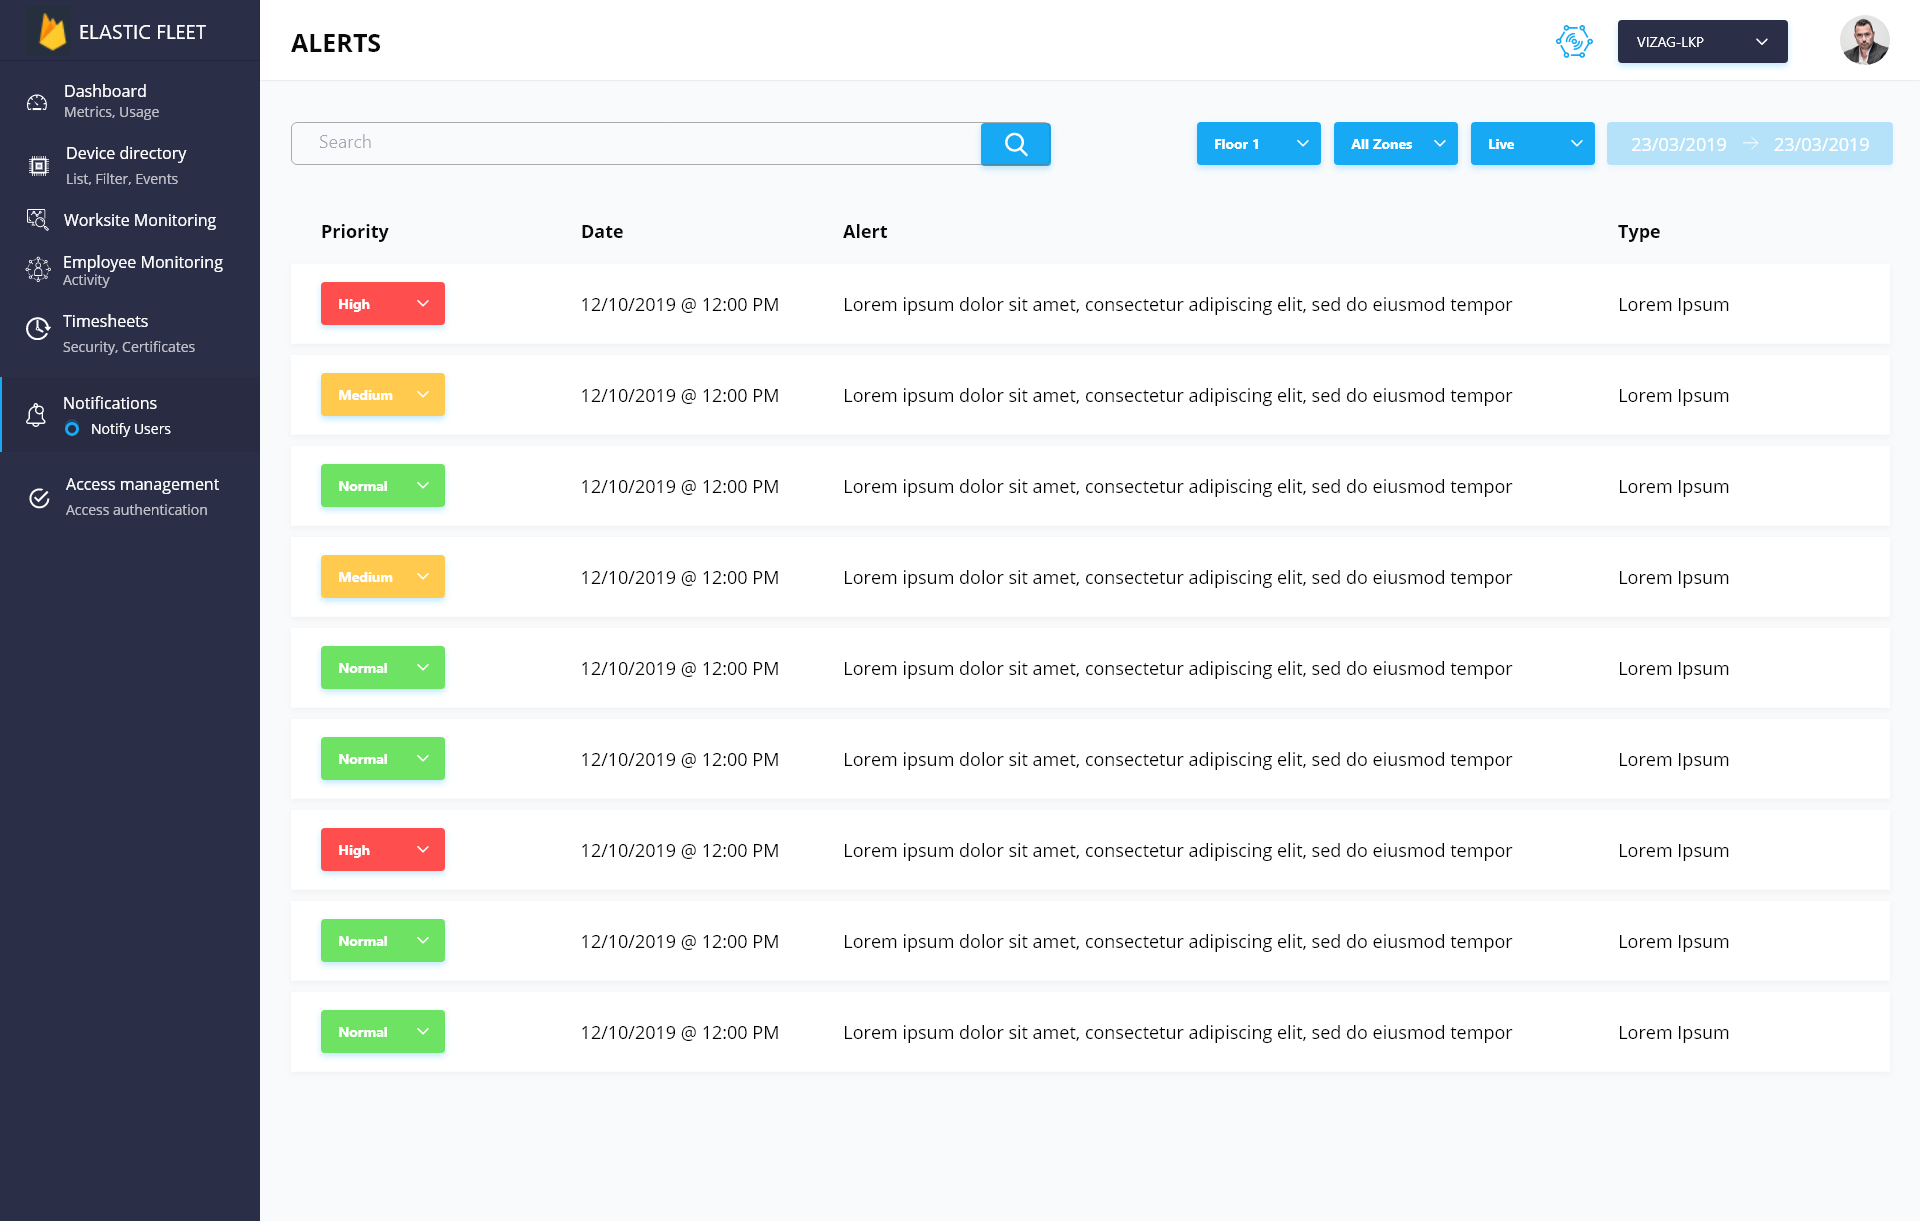 ELASTIC FLEET
Dashboard
Metrics, Usage
Device directory
List, Filter, Events
Worksite Monitoring
Employee Monitoring
Activity
Timesheets
Security, Certificates
Notifications
Notify Users
Access management
Access authentication
ALERTS
VIZAG-LKP
Search
Floor 1
All Zones
Live
23/03/2019 → 23/03/2019
Priority Date Alert Type
High 12/10/2019 @ 12:00 PM Lorem ipsum dolor sit amet, consectetur adipiscing elit, sed do eiusmod tempor Lorem Ipsum
Medium 12/10/2019 @ 12:00 PM Lorem ipsum dolor sit amet, consectetur adipiscing elit, sed do eiusmod tempor Lorem Ipsum
Normal 12/10/2019 @ 12:00 PM Lorem ipsum dolor sit amet, consectetur adipiscing elit, sed do eiusmod tempor Lorem Ipsum
Medium 12/10/2019 @ 12:00 PM Lorem ipsum dolor sit amet, consectetur adipiscing elit, sed do eiusmod tempor Lorem Ipsum
Normal 12/10/2019 @ 12:00 PM Lorem ipsum dolor sit amet, consectetur adipiscing elit, sed do eiusmod tempor Lorem Ipsum
Normal 12/10/2019 @ 12:00 PM Lorem ipsum dolor sit amet, consectetur adipiscing elit, sed do eiusmod tempor Lorem Ipsum
High 12/10/2019 @ 12:00 PM Lorem ipsum dolor sit amet, consectetur adipiscing elit, sed do eiusmod tempor Lorem Ipsum
Normal 12/10/2019 @ 12:00 PM Lorem ipsum dolor sit amet, consectetur adipiscing elit, sed do eiusmod tempor Lorem Ipsum
Normal 12/10/2019 @ 12:00 PM Lorem ipsum dolor sit amet, consectetur adipiscing elit, sed do eiusmod tempor Lorem Ipsum